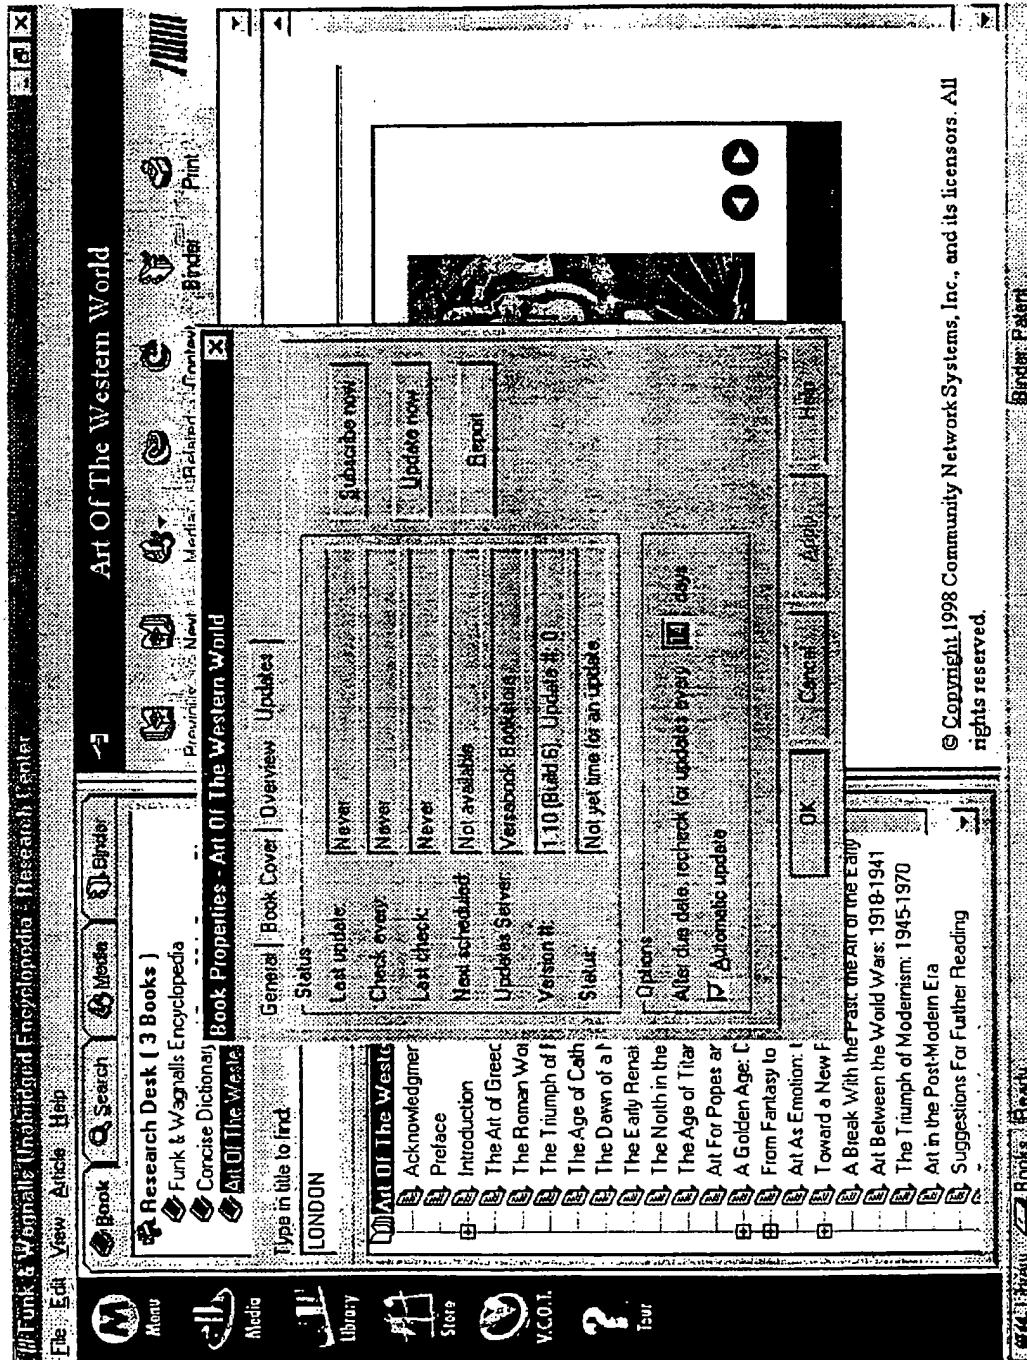 Funk & Wagnalls Unabridged Encyclopedia & Research Center
File Edit View Article Help
Book Search Media Binder
Art Of The Western World
Menu
Media
Library
Store
V.C.O.T.
Tour
Research Desk ( 3 Books )
Funk & Wagnalls Encyclopedia
Concise Dictionary
Art Of The Weste
Previous Next Media Related Context Binder Print
Type in title to find:
LONDON
Art Of The Weste
Acknowledgmer
Preface
Introduction
The Art of Greec
The Roman Wor
The Triumph of
The Age of Cath
The Dawn of a
The Early Renai
The North in the
The Age of Titar
Art For Popes ar
A Golden Age:
From Fantasy to
Art As Emotion:
Toward a New
A Break With the Past: the Art of the Early
Art Between the World Wars: 1918-1941
The Triumph of Modernism: 1945-1970
Art in the Post-Modern Era
Suggestions For Further Reading
Book Properties - Art Of The Western World
General Book Cover Overview Updates
Status
Last update: Never
Check every: Never
Last check: Never
Next scheduled: Not available
Updates Server: Versabook Bookstore
Version #: 1.10 (Build 6), Update #: 0
Status: Not yet time for an update
Subscribe now
Update now
Report
Options
After due date, recheck for updates every 14 days
Automatic update
OK Cancel Apply Help
© Copyright 1998 Community Network Systems, Inc., and its licensors. All
rights reserved.
Books Ready
Binder: Patent